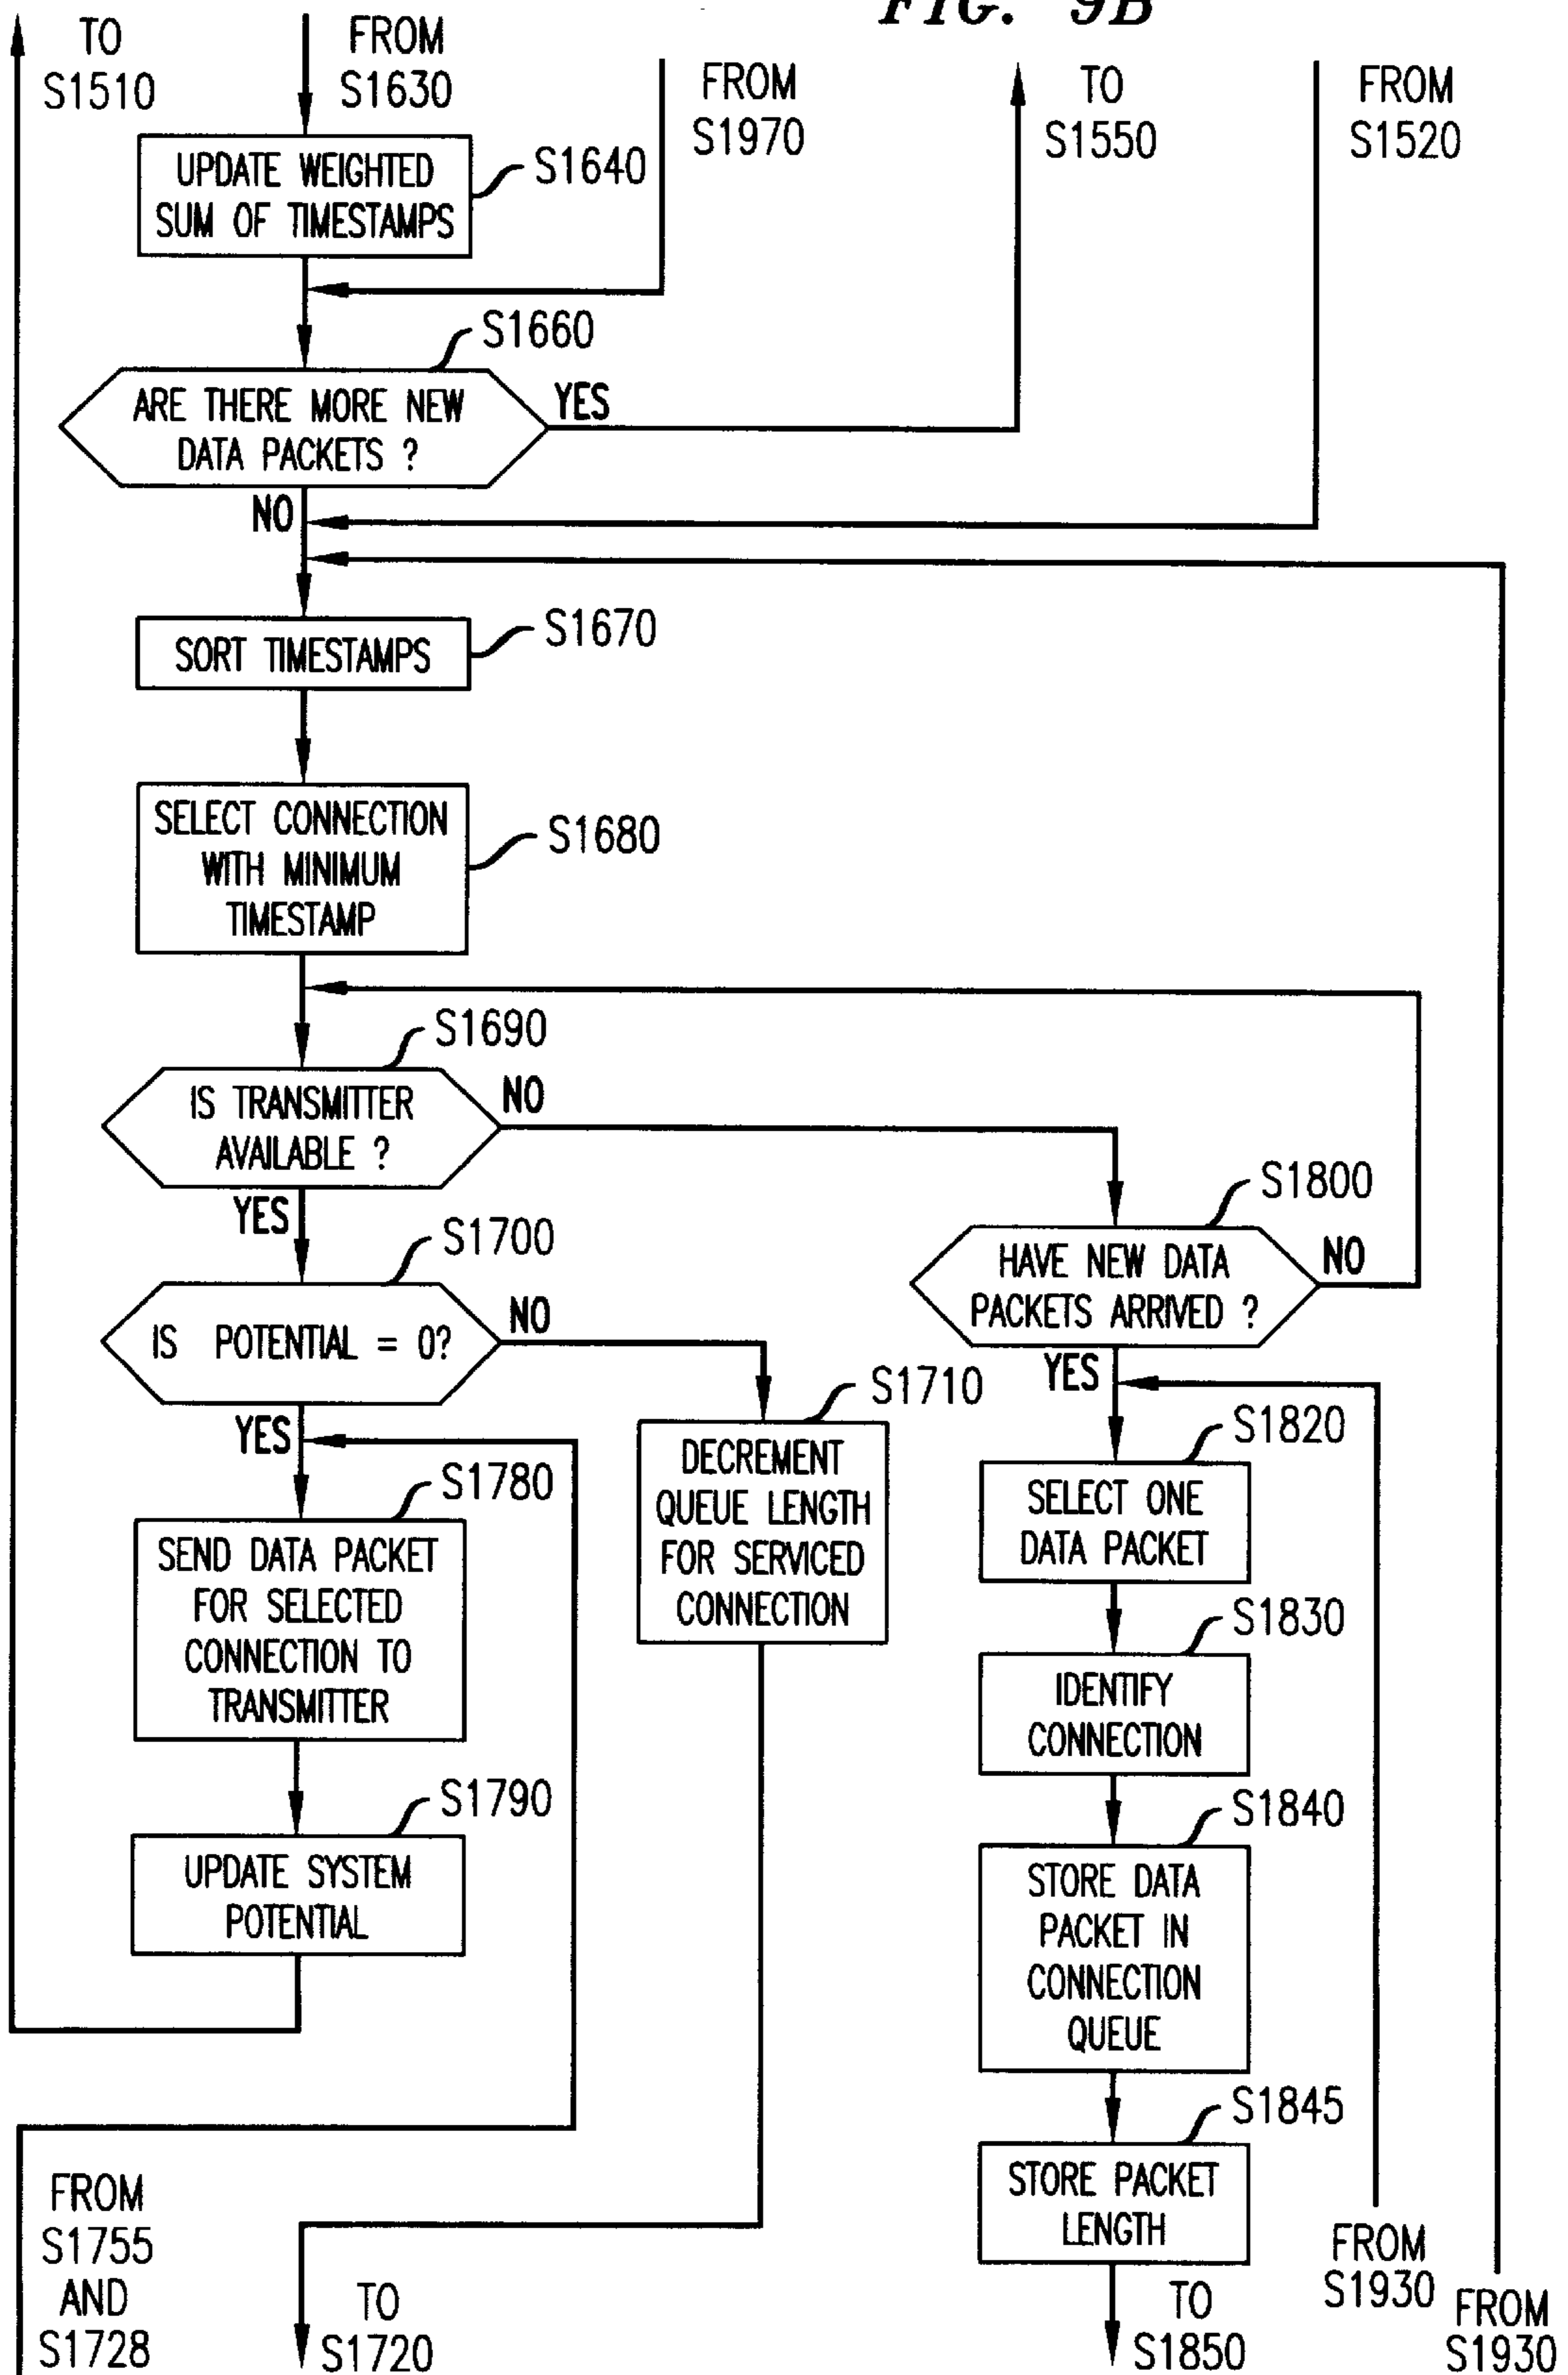 FIG. 9B
TO
S1510
FROM
S1630
FROM
S1970
TO
S1550
FROM
S1520
UPDATE WEIGHTED
SUM OF TIMESTAMPS
S1640
S1660
ARE THERE MORE NEW
DATA PACKETS ?
YES
NO
SORT TIMESTAMPS
S1670
SELECT CONNECTION
WITH MINIMUM
TIMESTAMP
S1680
S1690
IS TRANSMITTER
AVAILABLE ?
NO
YES
S1700
IS POTENTIAL = 0?
NO
YES
S1710
DECREMENT
QUEUE LENGTH
FOR SERVICED
CONNECTION
S1780
SEND DATA PACKET
FOR SELECTED
CONNECTION TO
TRANSMITTER
S1790
UPDATE SYSTEM
POTENTIAL
S1800
HAVE NEW DATA
PACKETS ARRIVED ?
NO
YES
S1820
SELECT ONE
DATA PACKET
S1830
IDENTIFY
CONNECTION
S1840
STORE DATA
PACKET IN
CONNECTION
QUEUE
S1845
STORE PACKET
LENGTH
FROM
S1755
AND
S1728
TO
S1720
TO
S1850
FROM
S1930
FROM
S1930